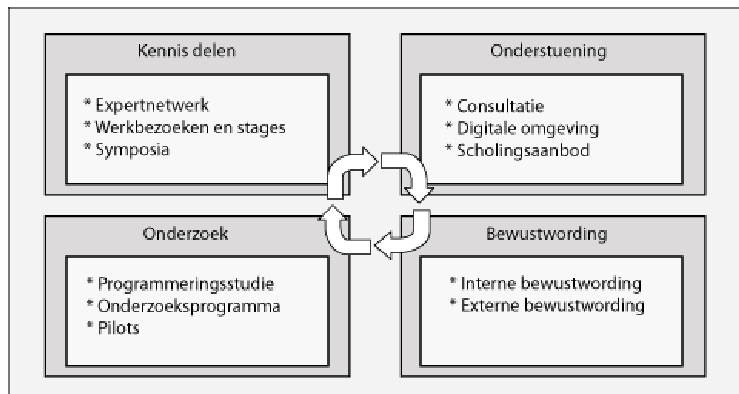 Kennis delen
* Expertnetwerk
* Werkbezoeken en stages
* Symposia
Onderstuening
* Consultatie
* Digitale omgeving
* Scholingsaanbod
Onderzoek
* Programmeringsstudie
* Onderzoeksprogramma
* Pilots
Bewustwording
* Interne bewustwording
* Externe bewustwording